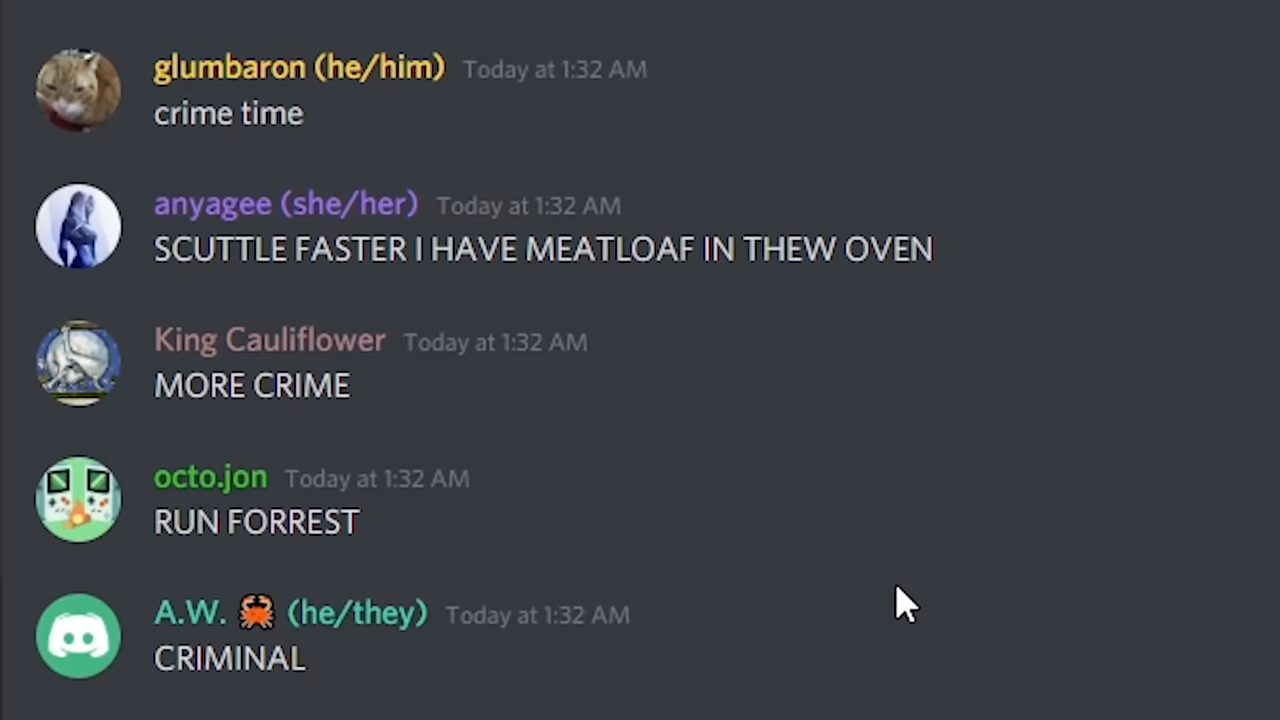 glumbaron (he/him) Today at 1:32 AM
crime time
anyagee (she/her) Today at 1:32 AM
SCUTTLE FASTER I HAVE MEATLOAF IN THEW OVEN
King Cauliflower Today at 1:32 AM
MORE CRIME
octo.jon Today at 1:32 AM
RUN FORREST
A.W. 🦀 (he/they) Today at 1:32 AM
CRIMINAL